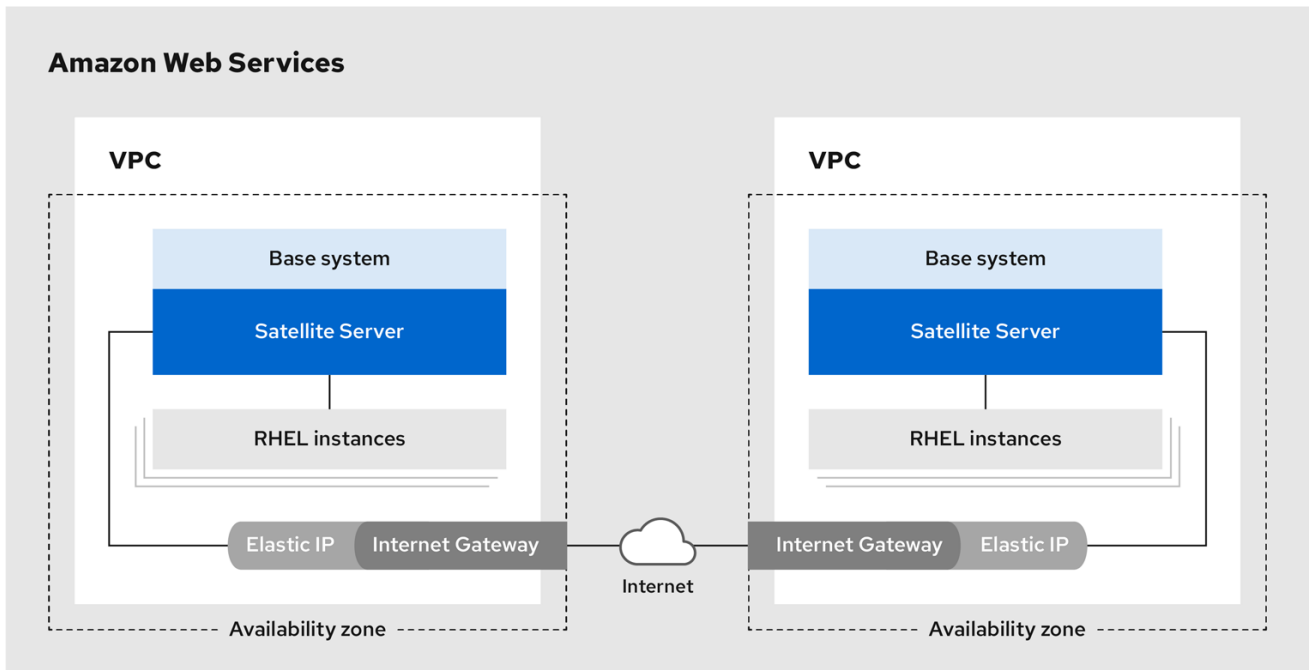 Amazon Web Services
VPC
Base system
Satellite Server
RHEL instances
Elastic IP
Internet Gateway
Availability zone
Internet
VPC
Base system
Satellite Server
RHEL instances
Internet Gateway
Elastic IP
Availability zone